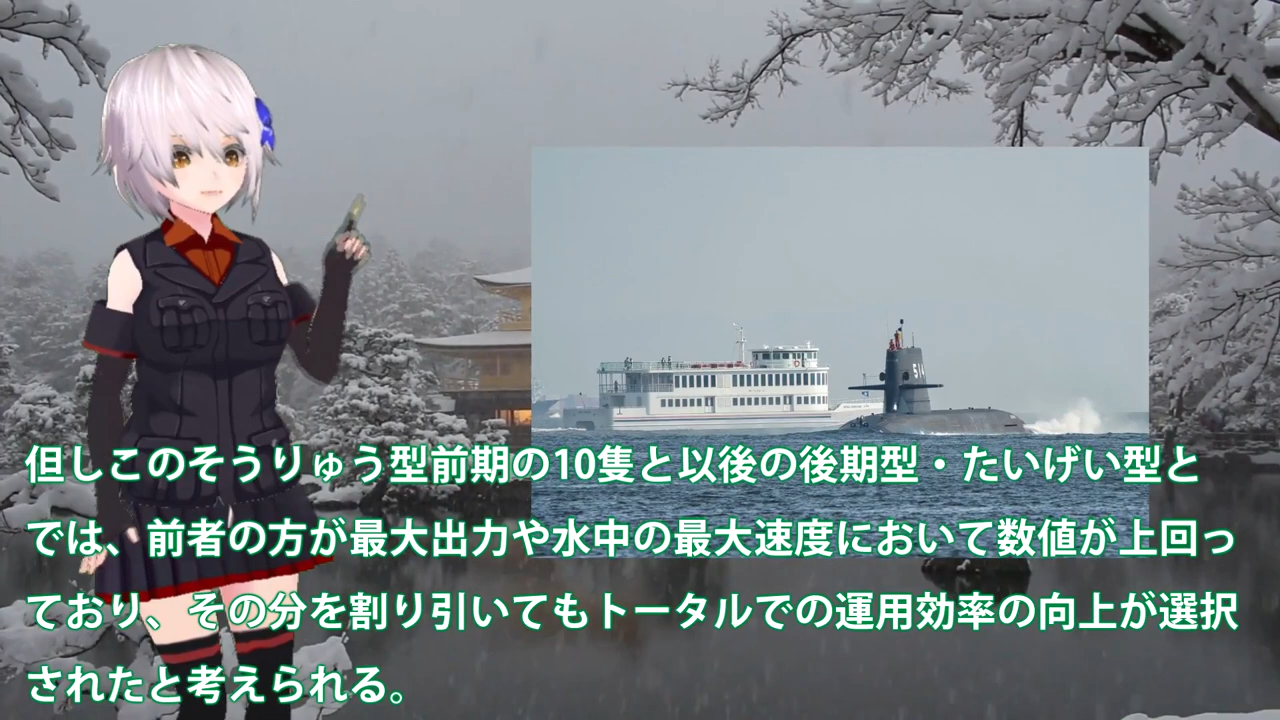 但しこのそうりゅう型前期の10隻と以後の後期型・たいげい型と
では、前者の方が最大出力や水中の最大速度において数値が上回っ
ており、その分を割り引いてもトータルでの運用効率の向上が選択
されたと考えられる。